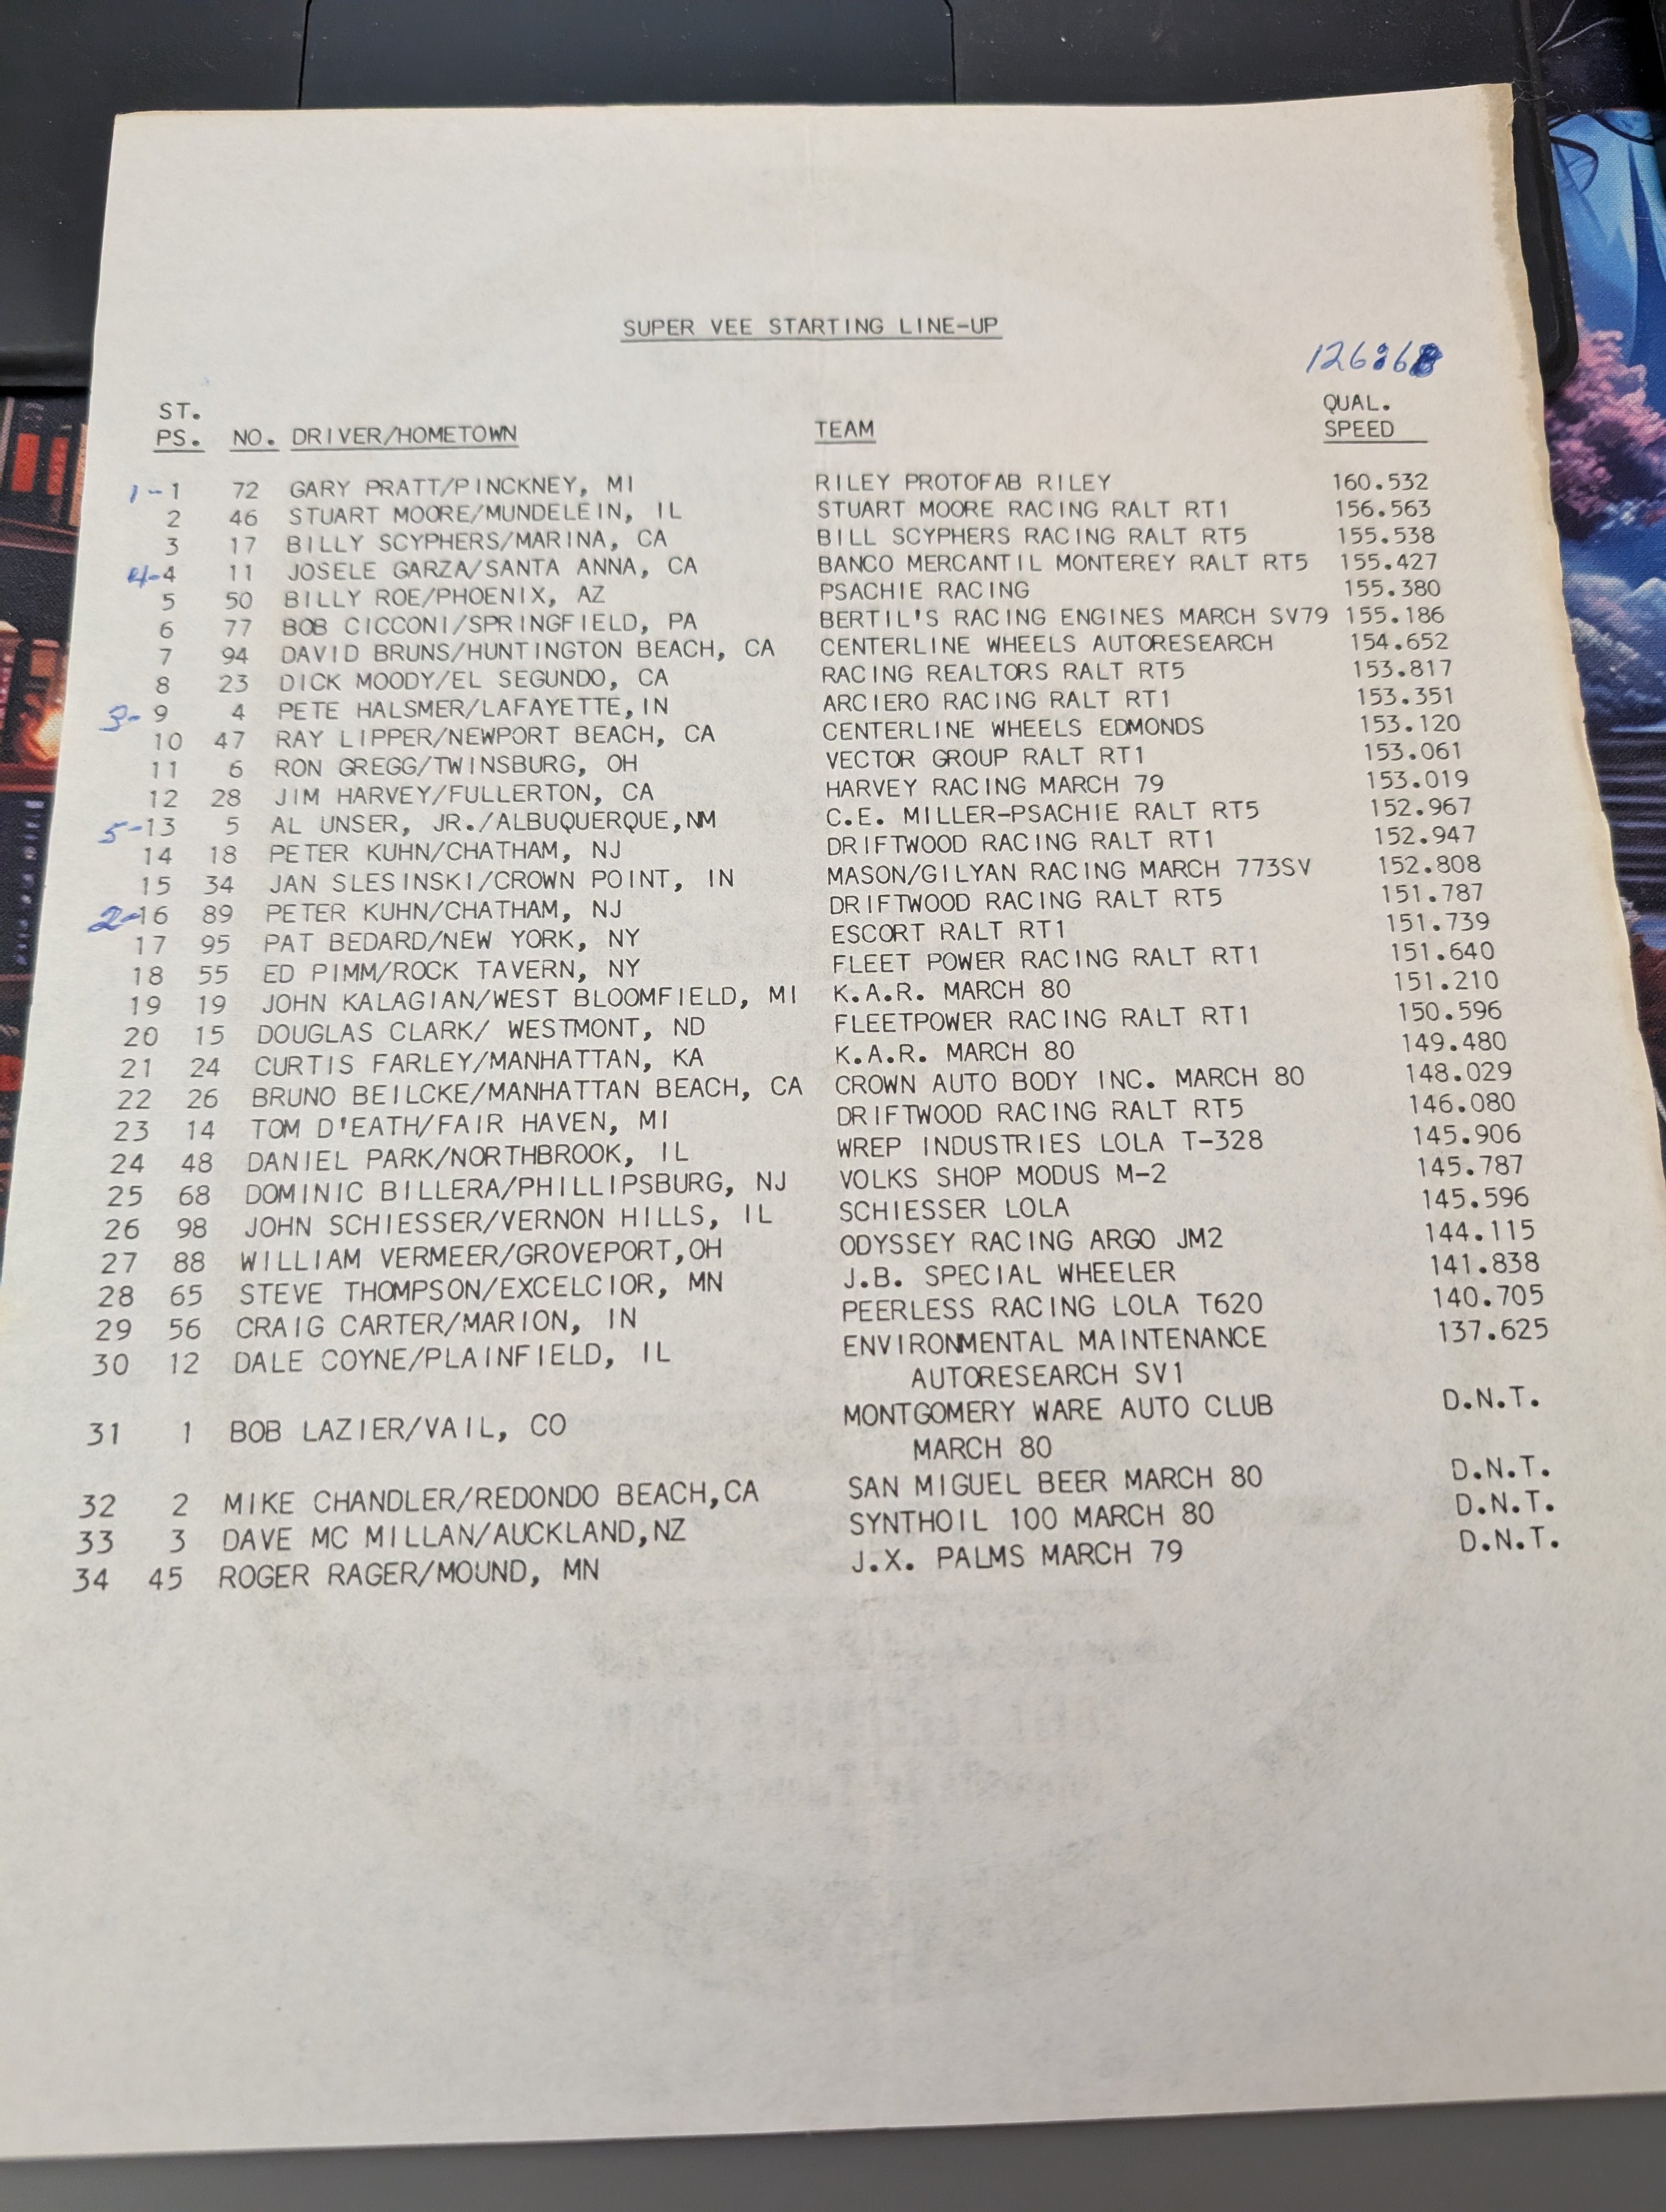 SUPER VEE STARTING LINE-UP
ST. QUAL.
PS. NO. DRIVER/HOMETOWN TEAM SPEED
1- 1 72 GARY PRATT/PINCKNEY, MI RILEY PROTOFAB RILEY 160.532
2 46 STUART MOORE/MUNDELEIN, IL STUART MOORE RACING RALT RT1 156.563
3 17 BILLY SCYPHERS/MARINA, CA BILL SCYPHERS RACING RALT RT5 155.538
4- 4 11 JOSELE GARZA/SANTA ANNA, CA BANCO MERCANTIL MONTEREY RALT RT5 155.427
5 50 BILLY ROE/PHOENIX, AZ PSACHIE RACING 155.380
6 77 BOB CICCONI/SPRINGFIELD, PA BERTIL'S RACING ENGINES MARCH SV79 155.186
7 94 DAVID BRUNS/HUNTINGTON BEACH, CA CENTERLINE WHEELS AUTORESEARCH 154.652
8 23 DICK MOODY/EL SEGUNDO, CA RACING REALTORS RALT RT5 153.817
3- 9 4 PETE HALSMER/LAFAYETTE,IN ARCIERO RACING RALT RT1 153.351
10 47 RAY LIPPER/NEWPORT BEACH, CA CENTERLINE WHEELS EDMONDS 153.120
11 6 RON GREGG/TWINSBURG, OH VECTOR GROUP RALT RT1 153.061
12 28 JIM HARVEY/FULLERTON, CA HARVEY RACING MARCH 79 153.019
5- 13 5 AL UNSER, JR./ALBUQUERQUE,NM C.E. MILLER-PSACHIE RALT RT5 152.967
14 18 PETER KUHN/CHATHAM, NJ DRIFTWOOD RACING RALT RT1 152.947
15 34 JAN SLESINSKI/CROWN POINT, IN MASON/GILYAN RACING MARCH 773SV 152.808
2- 16 89 PETER KUHN/CHATHAM, NJ DRIFTWOOD RACING RALT RT5 151.787
17 95 PAT BEDARD/NEW YORK, NY ESCORT RALT RT1 151.739
18 55 ED PIMM/ROCK TAVERN, NY FLEET POWER RACING RALT RT1 151.640
19 19 JOHN KALAGIAN/WEST BLOOMFIELD, MI K.A.R. MARCH 80 151.210
20 15 DOUGLAS CLARK/ WESTMONT, ND FLEETPOWER RACING RALT RT1 150.596
21 24 CURTIS FARLEY/MANHATTAN, KA K.A.R. MARCH 80 149.480
22 26 BRUNO BEILCKE/MANHATTAN BEACH, CA CROWN AUTO BODY INC. MARCH 80 148.029
23 14 TOM D'EATH/FAIR HAVEN, MI DRIFTWOOD RACING RALT RT5 146.080
24 48 DANIEL PARK/NORTHBROOK, IL WREP INDUSTRIES LOLA T-328 145.906
25 68 DOMINIC BILLERA/PHILLIPSBURG, NJ VOLKS SHOP MODUS M-2 145.787
26 98 JOHN SCHIESSER/VERNON HILLS, IL SCHIESSER LOLA 145.596
27 88 WILLIAM VERMEER/GROVEPORT,OH ODYSSEY RACING ARGO JM2 144.115
28 65 STEVE THOMPSON/EXCELCIOR, MN J.B. SPECIAL WHEELER 141.838
29 56 CRAIG CARTER/MARION, IN PEERLESS RACING LOLA T620 140.705
30 12 DALE COYNE/PLAINFIELD, IL ENVIRONMENTAL MAINTENANCE 137.625
AUTORESEARCH SV1
31 1 BOB LAZIER/VAIL, CO MONTGOMERY WARE AUTO CLUB D.N.T.
MARCH 80
32 2 MIKE CHANDLER/REDONDO BEACH,CA SAN MIGUEL BEER MARCH 80 D.N.T.
33 3 DAVE MC MILLAN/AUCKLAND,NZ SYNTHOIL 100 MARCH 80 D.N.T.
34 45 ROGER RAGER/MOUND, MN J.X. PALMS MARCH 79 D.N.T.